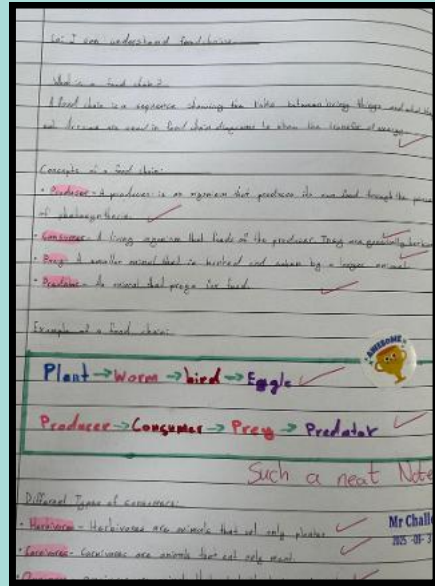 Lo: I can understand food chains.
What is a food chain?
A food chain is a sequence showing the links between living things and what they
eat. Arrows are used in food chain diagrams to show the transfer of energy.
Concepts of a food chain:
• Producer - A producer is an organism that produces its own food through the
of photosynthesis.
• Consumer - A living organism that feeds of the producer. They are generally
• Prey - A smaller animal that is hunted and eaten by a larger animal.
• Predator - An animal that preys for food.
Example of a food chain:
AWESOME
Plant → Worm → bird → Eagle
Producer → Consumer → Prey → Predator
Such a neat Note
Different Types of consumers:
• Herbivores - Herbivores are animals that eat only plants.
Mr Chall
2025 -09- 3
• Carnivores - Carnivores are animals that eat only meat.